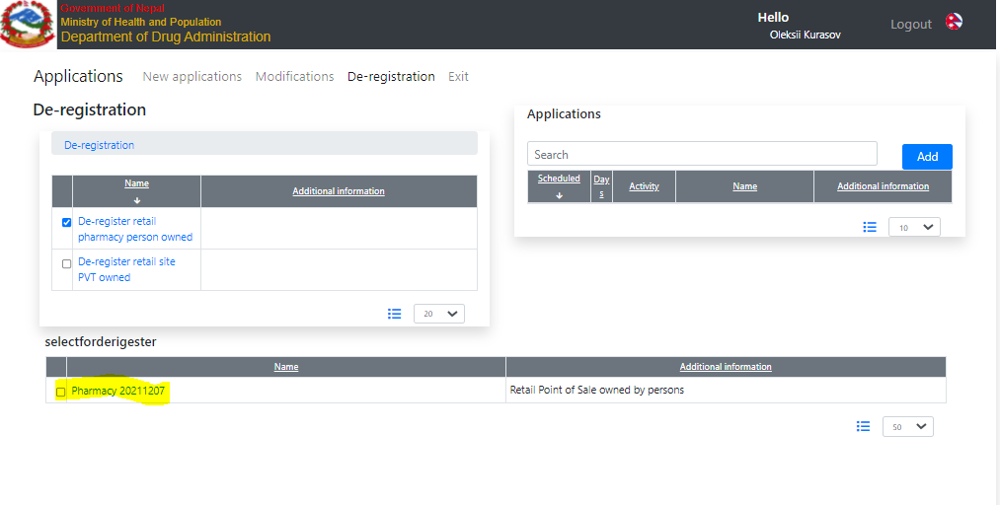 Government of Nepal
Ministry of Health and Population
Department of Drug Administration
Hello
Oleksii Kurasov
Logout
Applications New applications Modifications De-registration Exit
De-registration
De-registration
Name Additional information
De-register retail
pharmacy person owned
De-register retail site
PVT owned
20
Applications
Search Add
Scheduled Day
s Activity Name Additional information
10
selectforderigester
Name Additional information
Pharmacy 20211207 Retail Point of Sale owned by persons
50